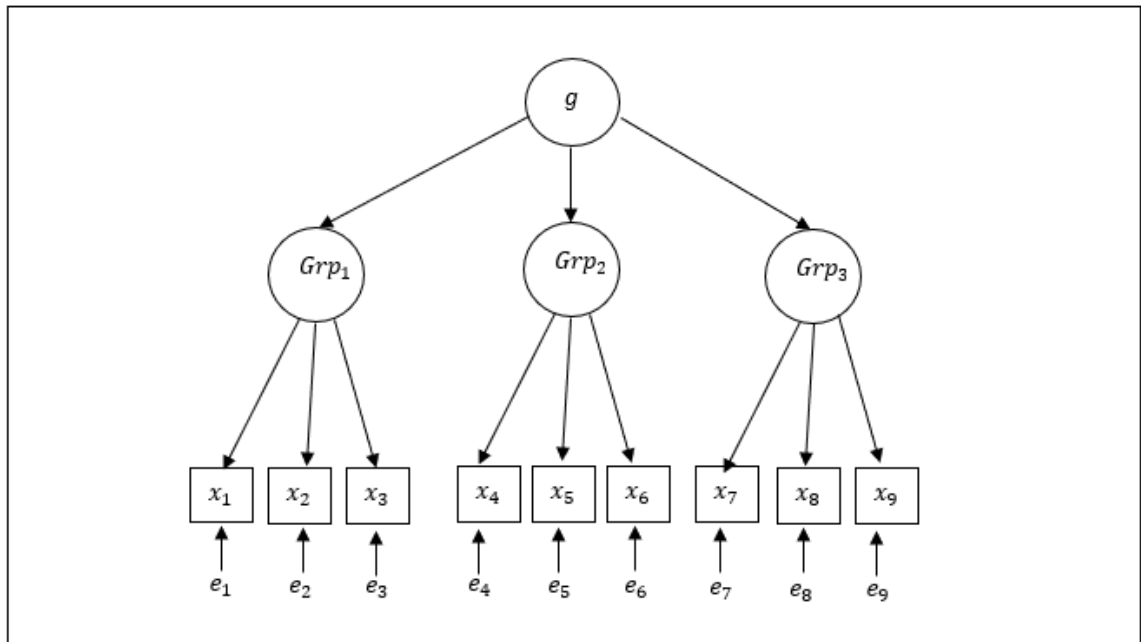 g
Grp₁ Grp₂ Grp₃
x₁ x₂ x₃ x₄ x₅ x₆ x₇ x₈ x₉
e₁ e₂ e₃ e₄ e₅ e₆ e₇ e₈ e₉